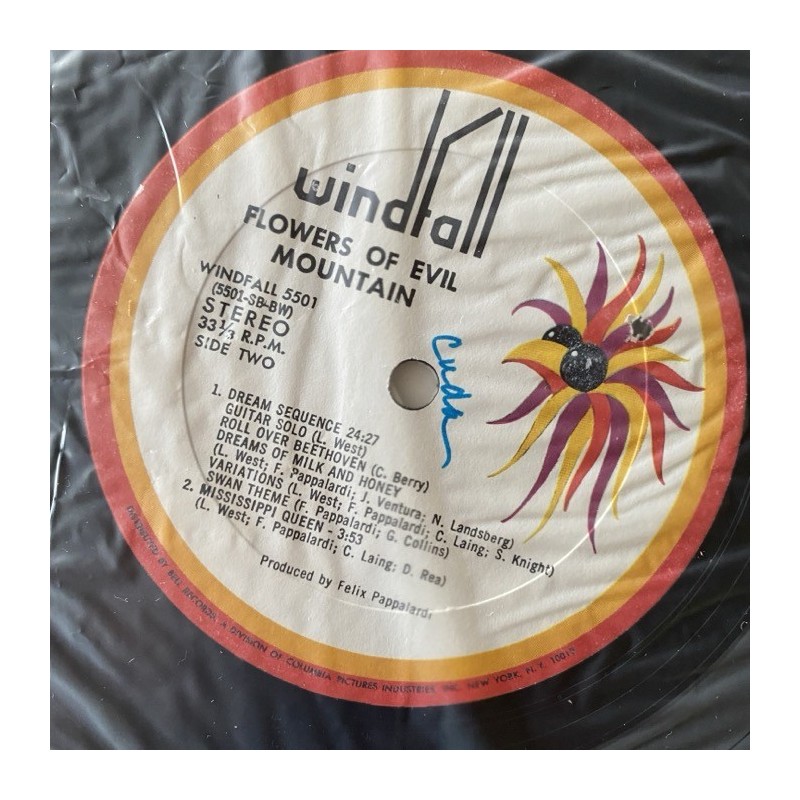 windfall
FLOWERS OF EVIL
MOUNTAIN
WINDFALL 5501
(5501-SB-BW)
STEREO
33 1/3 R.P.M.
SIDE TWO
Cuda
1. DREAM SEQUENCE 24:27
GUITAR SOLO (L. West)
ROLL OVER BEETHOVEN (C. Berry)
DREAMS OF MILK AND HONEY
(L. West; F. Pappalardi; J. Ventura; N. Landsberg)
VARIATIONS (L. West; F. Pappalardi; C. Laing; S. Knight)
SWAN THEME (F. Pappalardi; G. Collins)
2. MISSISSIPPI QUEEN - 3:53
(L. West; F. Pappalardi; C. Laing; D. Rea)
Produced by Felix Pappalardi
DISTRIBUTED BY BELL RECORDS, A DIVISION OF COLUMBIA PICTURES INDUSTRIES, INC. NEW YORK, N. Y. 10019